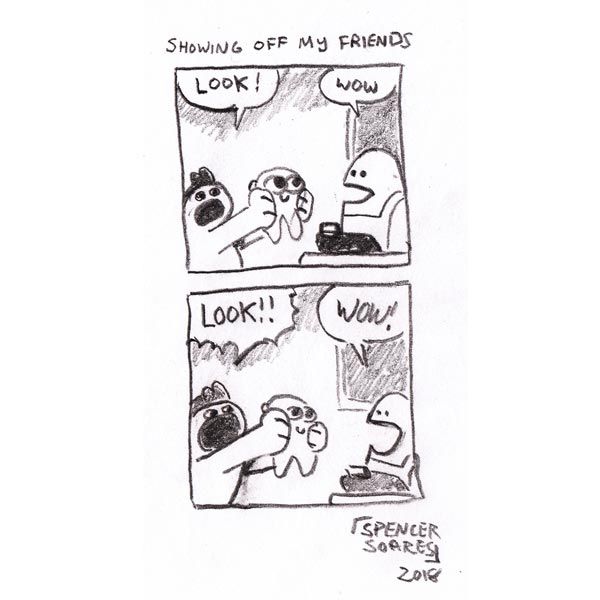 SHOWING OFF MY FRIENDS
LOOK!
WOW
LOOK!!
WOW!
SPENCER
SOARES
2018